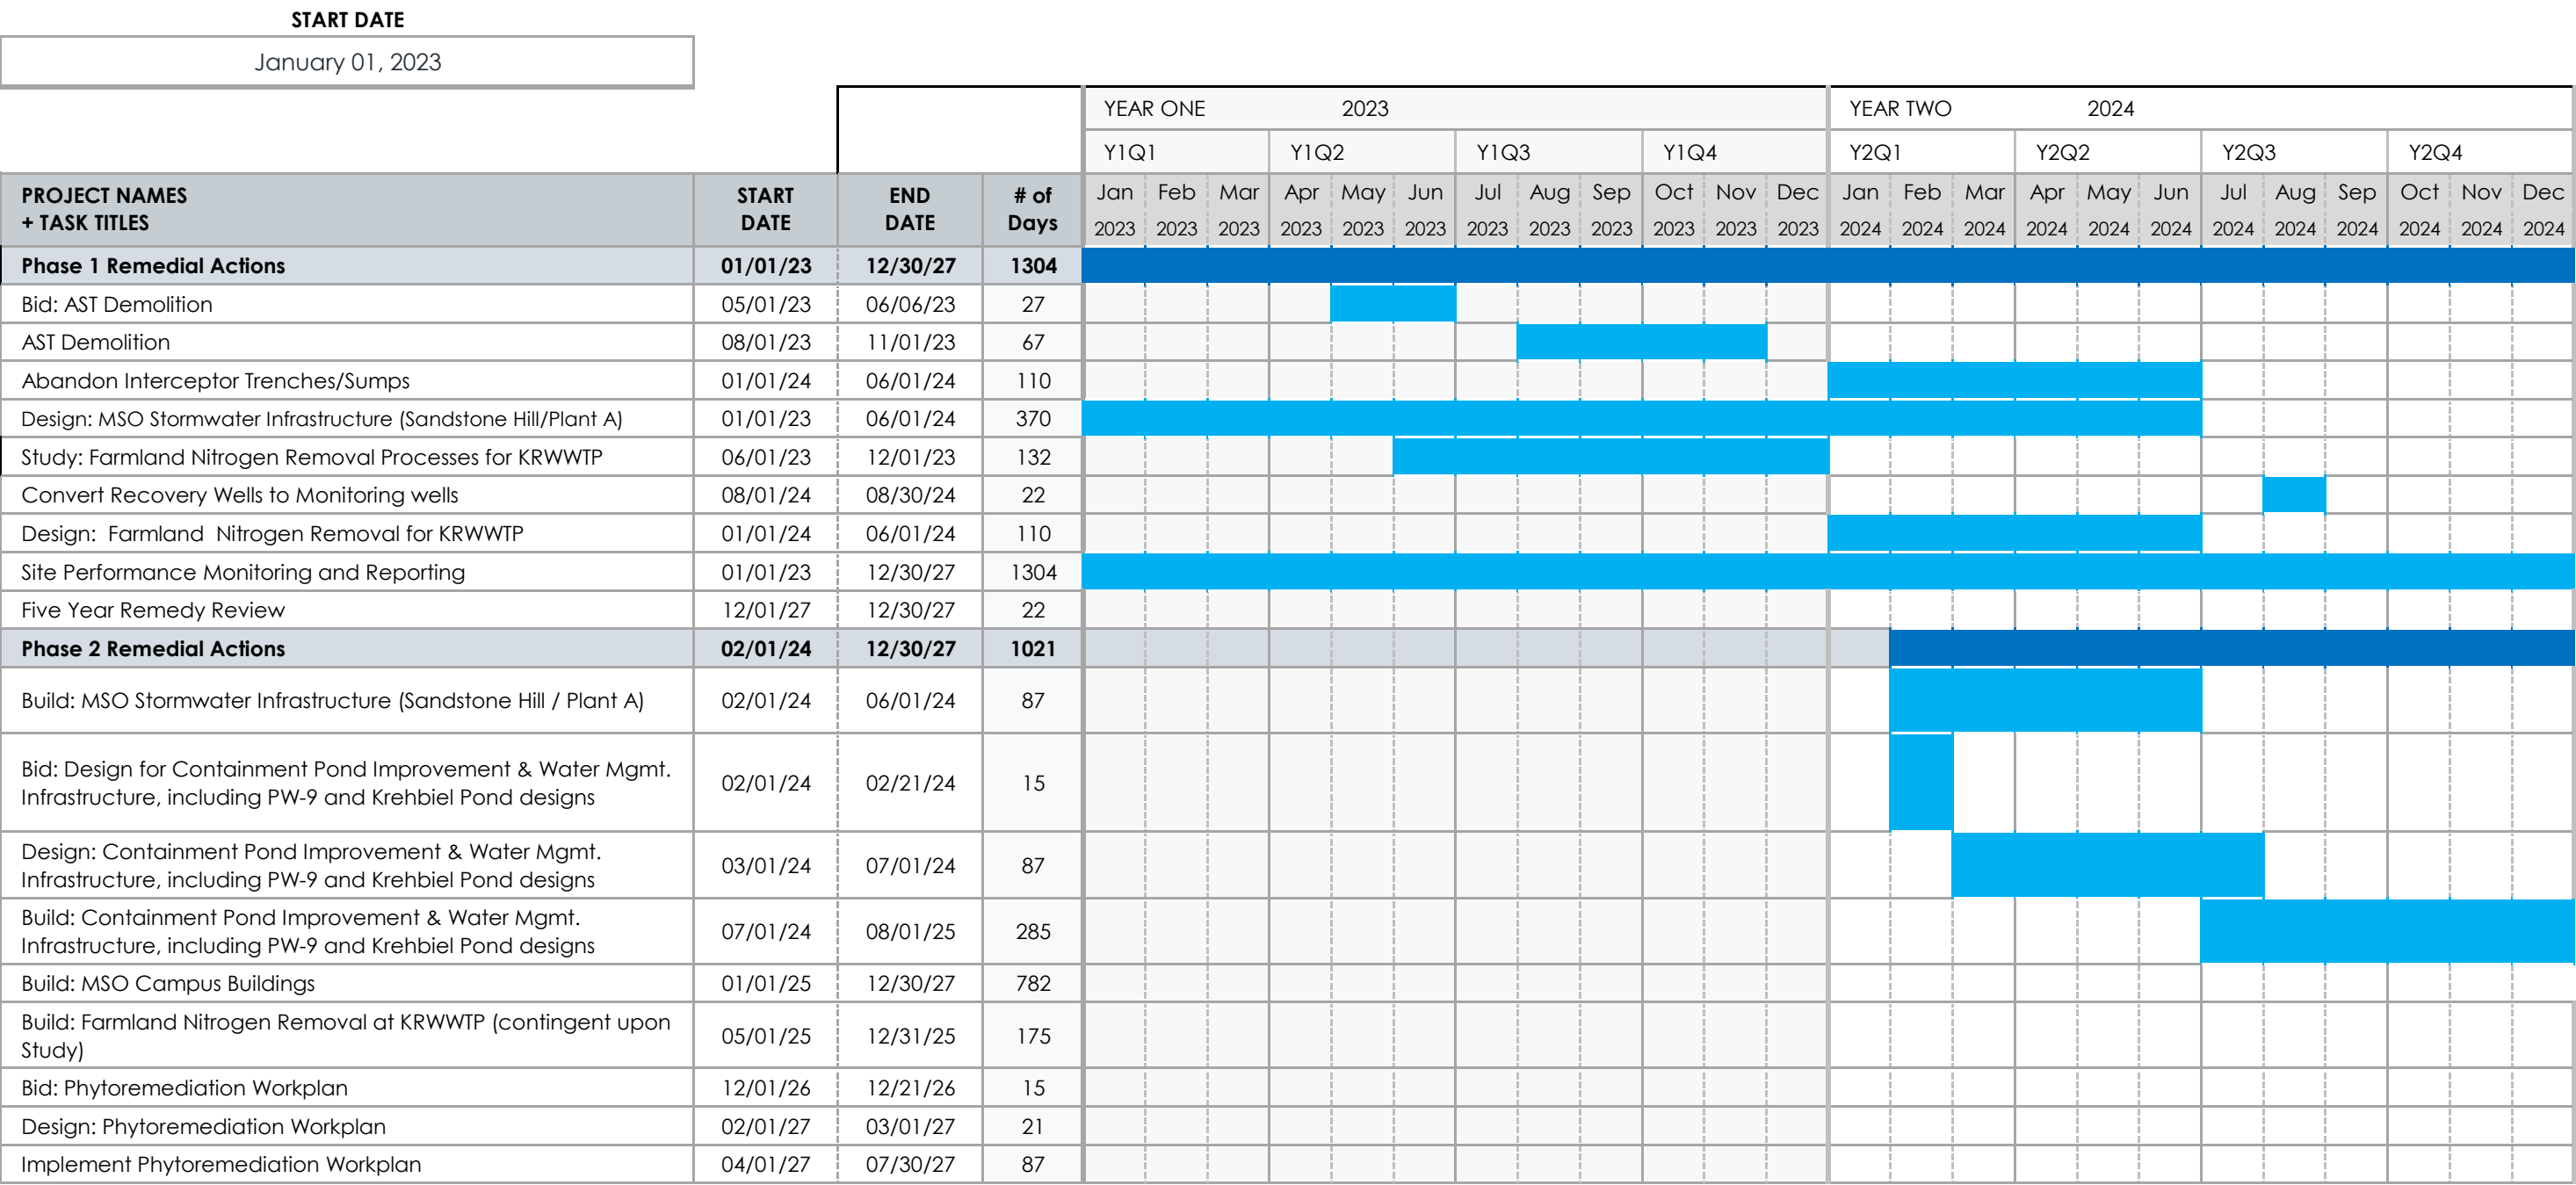 START DATE
January 01, 2023
YEAR ONE 2023 YEAR TWO 2024
Y1Q1 Y1Q2 Y1Q3 Y1Q4 Y2Q1 Y2Q2 Y2Q3 Y2Q4
PROJECT NAMES START END # of Jan Feb Mar Apr May Jun Jul Aug Sep Oct Nov Dec Jan Feb Mar Apr May Jun Jul Aug Sep Oct Nov Dec
+ TASK TITLES DATE DATE Days 2023 2023 2023 2023 2023 2023 2023 2023 2023 2023 2023 2023 2024 2024 2024 2024 2024 2024 2024 2024 2024 2024 2024 2024
Phase 1 Remedial Actions 01/01/23 12/30/27 1304
Bid: AST Demolition 05/01/23 06/06/23 27
AST Demolition 08/01/23 11/01/23 67
Abandon Interceptor Trenches/Sumps 01/01/24 06/01/24 110
Design: MSO Stormwater Infrastructure (Sandstone Hill/Plant A) 01/01/23 06/01/24 370
Study: Farmland Nitrogen Removal Processes for KRWWTP 06/01/23 12/01/23 132
Convert Recovery Wells to Monitoring wells 08/01/24 08/30/24 22
Design: Farmland Nitrogen Removal for KRWWTP 01/01/24 06/01/24 110
Site Performance Monitoring and Reporting 01/01/23 12/30/27 1304
Five Year Remedy Review 12/01/27 12/30/27 22
Phase 2 Remedial Actions 02/01/24 12/30/27 1021
Build: MSO Stormwater Infrastructure (Sandstone Hill / Plant A) 02/01/24 06/01/24 87
Bid: Design for Containment Pond Improvement & Water Mgmt.
Infrastructure, including PW-9 and Krehbiel Pond designs 02/01/24 02/21/24 15
Design: Containment Pond Improvement & Water Mgmt.
Infrastructure, including PW-9 and Krehbiel Pond designs 03/01/24 07/01/24 87
Build: Containment Pond Improvement & Water Mgmt.
Infrastructure, including PW-9 and Krehbiel Pond designs 07/01/24 08/01/25 285
Build: MSO Campus Buildings 01/01/25 12/30/27 782
Build: Farmland Nitrogen Removal at KRWWTP (contingent upon
Study) 05/01/25 12/31/25 175
Bid: Phytoremediation Workplan 12/01/26 12/21/26 15
Design: Phytoremediation Workplan 02/01/27 03/01/27 21
Implement Phytoremediation Workplan 04/01/27 07/30/27 87